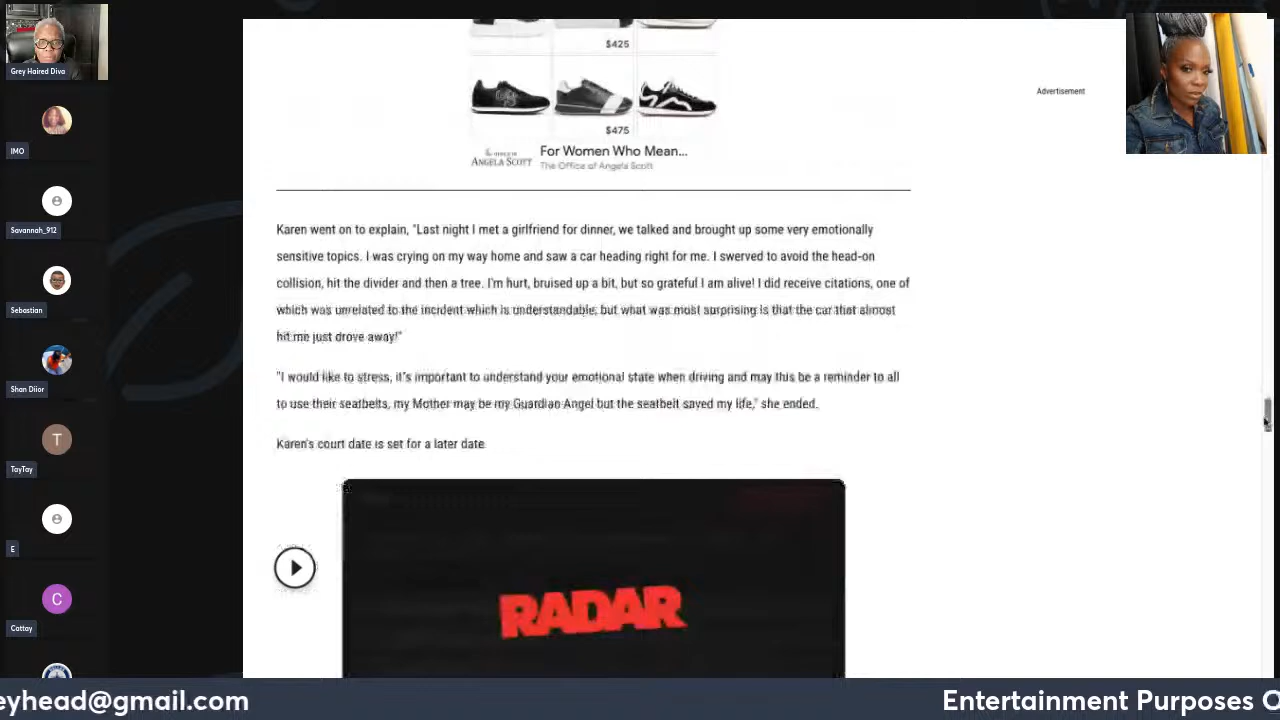 Grey Haired Diva
IMO
Savannah_912
Sebastian
Shan Diior
T
TayTay
E
C
Cattay
$425
$475
The OFFICE of
ANGELA SCOTT
For Women Who Mean...
The Office of Angela Scott
Advertisement
Karen went on to explain, "Last night I met a girlfriend for dinner, we talked and brought up some very emotionally
sensitive topics. I was crying on my way home and saw a car heading right for me. I swerved to avoid the head-on
collision, hit the divider and then a tree. I'm hurt, bruised up a bit, but so grateful I am alive! I did receive citations, one of
which was unrelated to the incident which is understandable, but what was most surprising is that the car that almost
hit me just drove away!"
"I would like to stress, it's important to understand your emotional state when driving and may this be a reminder to all
to use their seatbelts, my Mother may be my Guardian Angel but the seatbelt saved my life," she ended.
Karen's court date is set for a later date.
RADAR
eyhead@gmail.com
Entertainment Purposes O